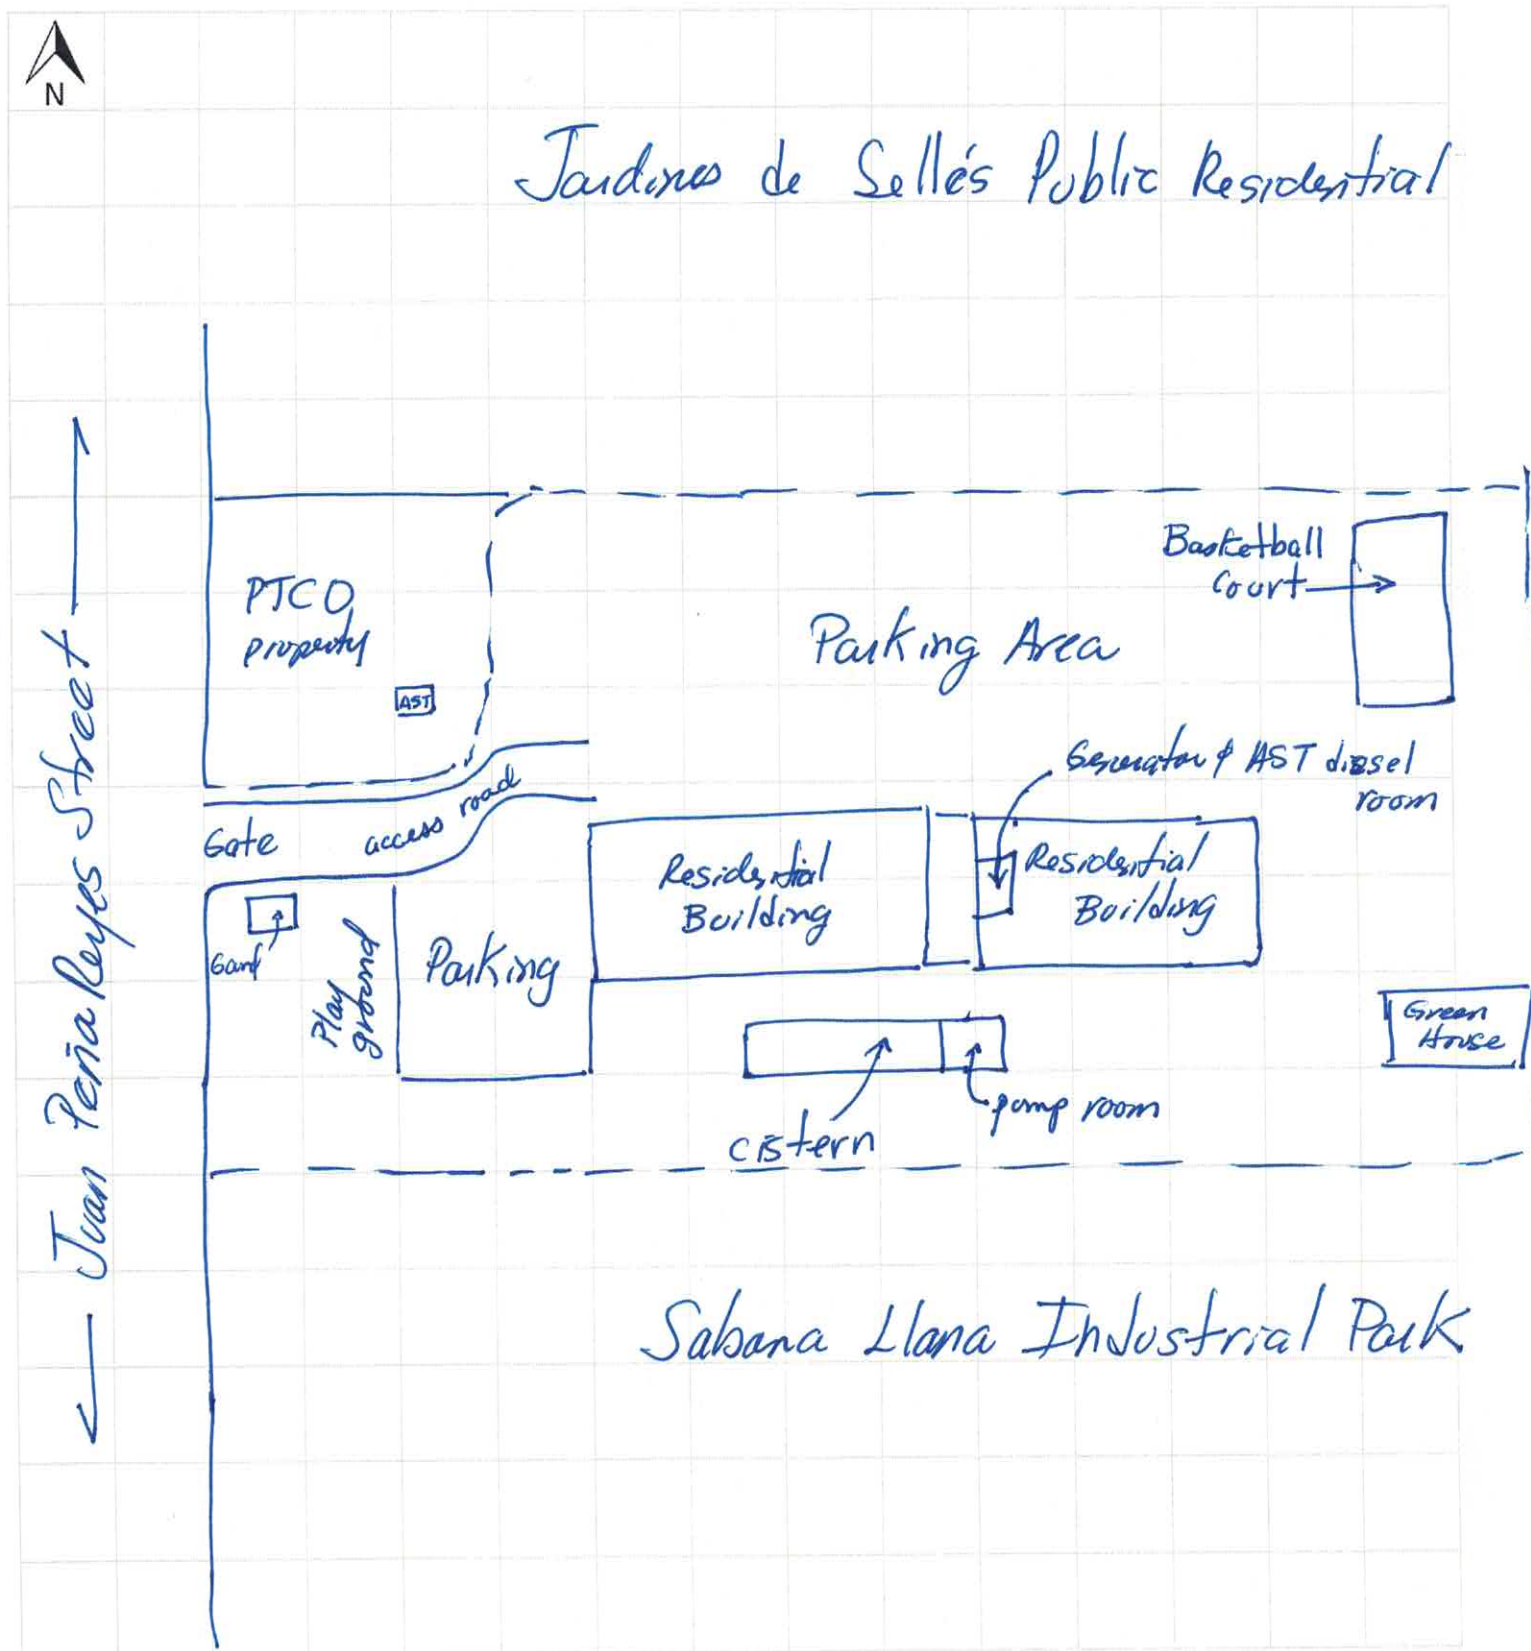 N
Jardines de Sellés Public Residential
Basketball
Court
PTCO
property
Parking Area
AST
Generator & AST diesel
room
access road
Gate
Residential
Building
Residential
Building
Play
ground
Parking
Green
House
pump room
cistern
Juan Peña Reyes Street
Sabana Llana Industrial Park